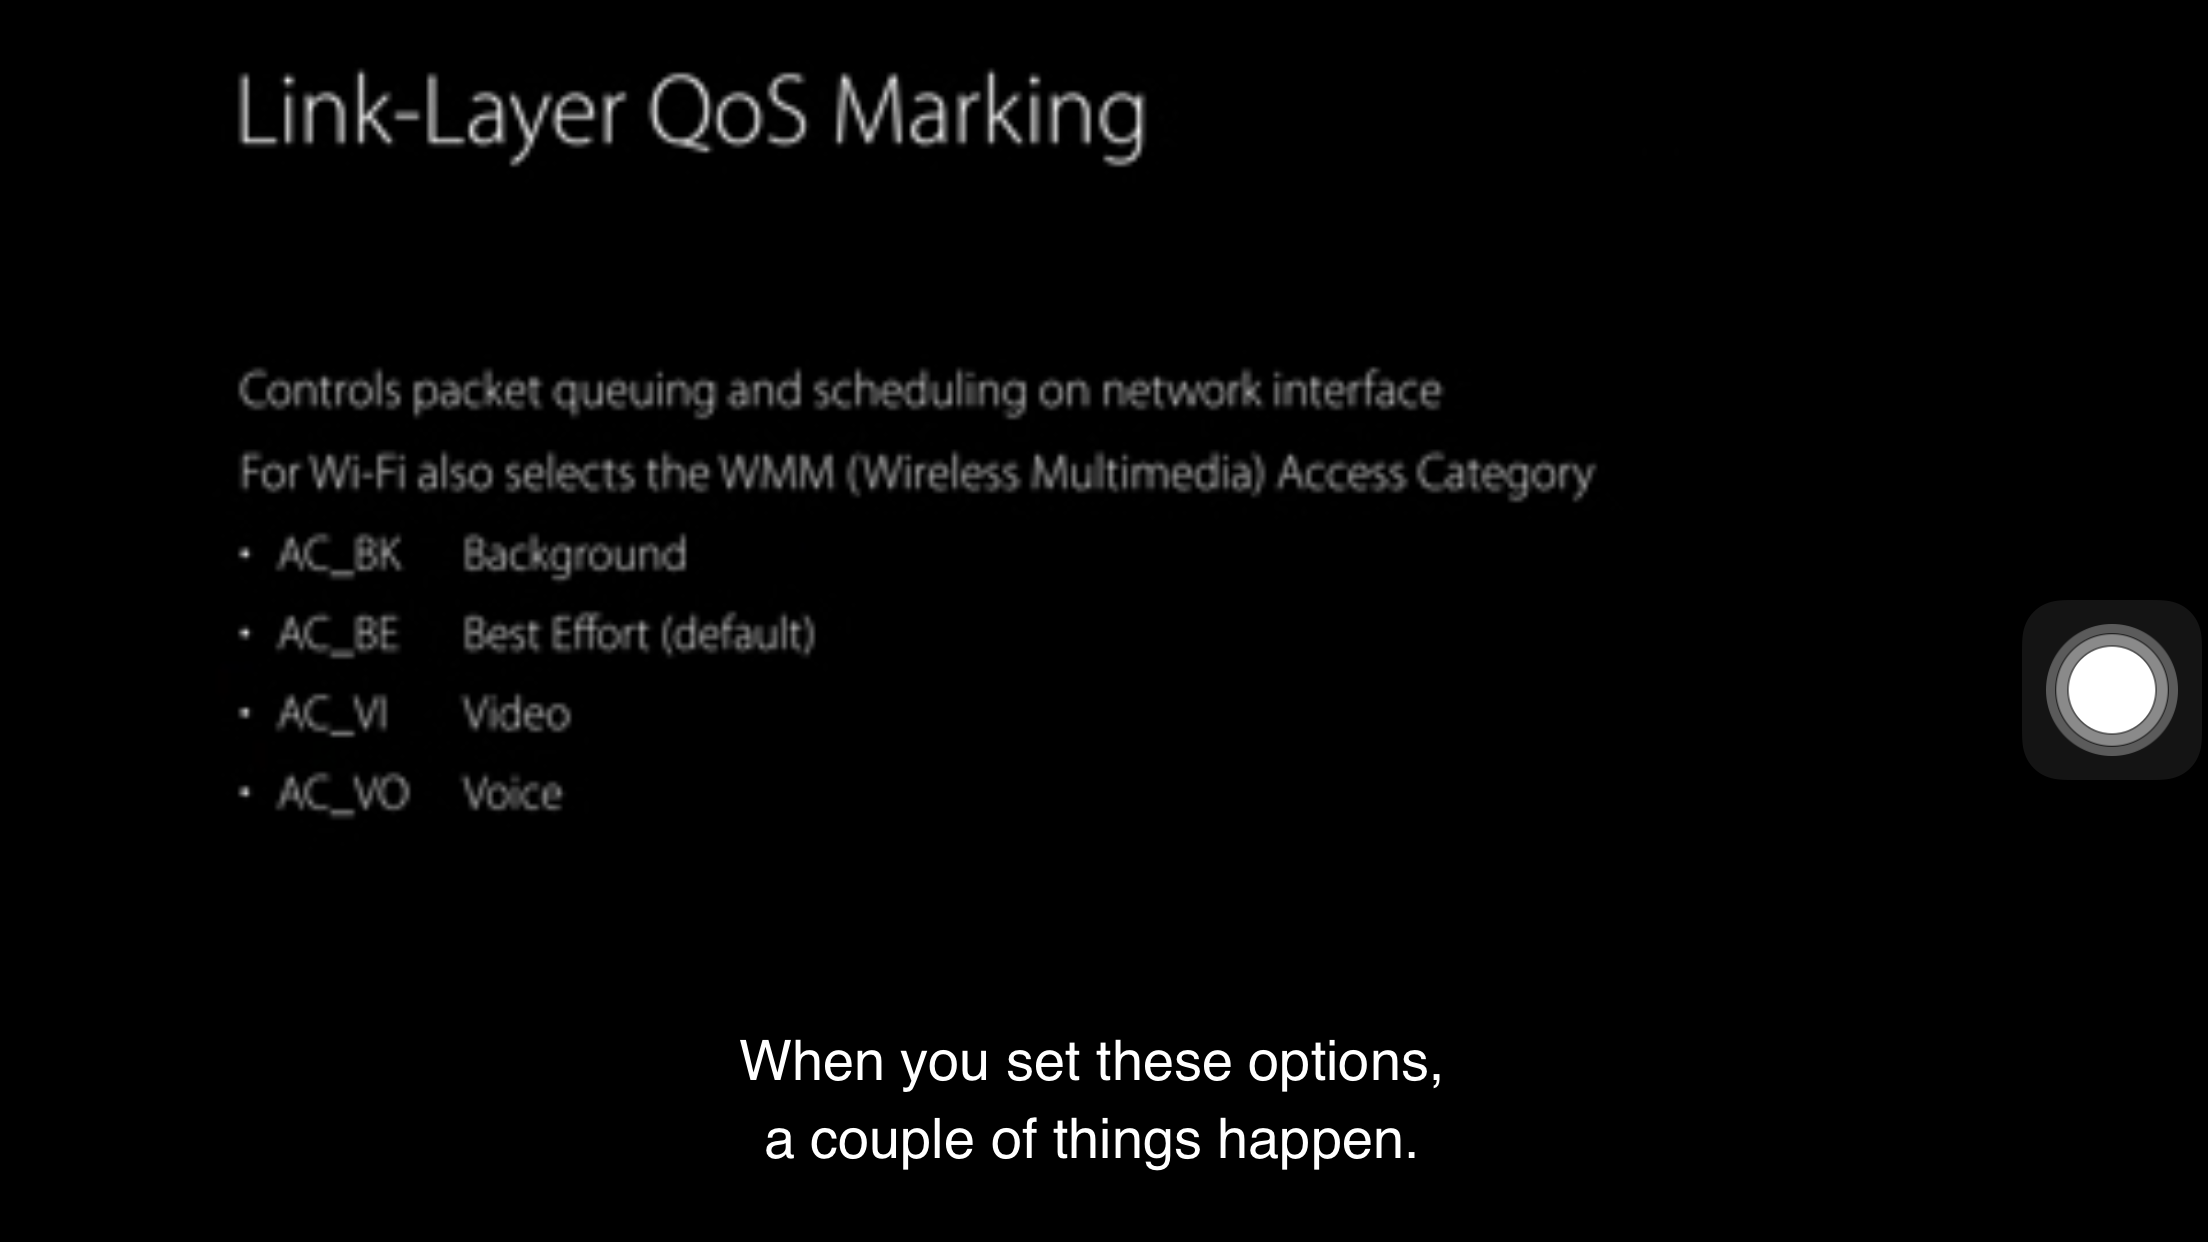 Link-Layer QoS Marking
Controls packet queuing and scheduling on network interface
For Wi-Fi also selects the WMM (Wireless Multimedia) Access Category
• AC_BK Background
• AC_BE Best Effort (default)
• AC_VI Video
• AC_VO Voice
When you set these options,
a couple of things happen.